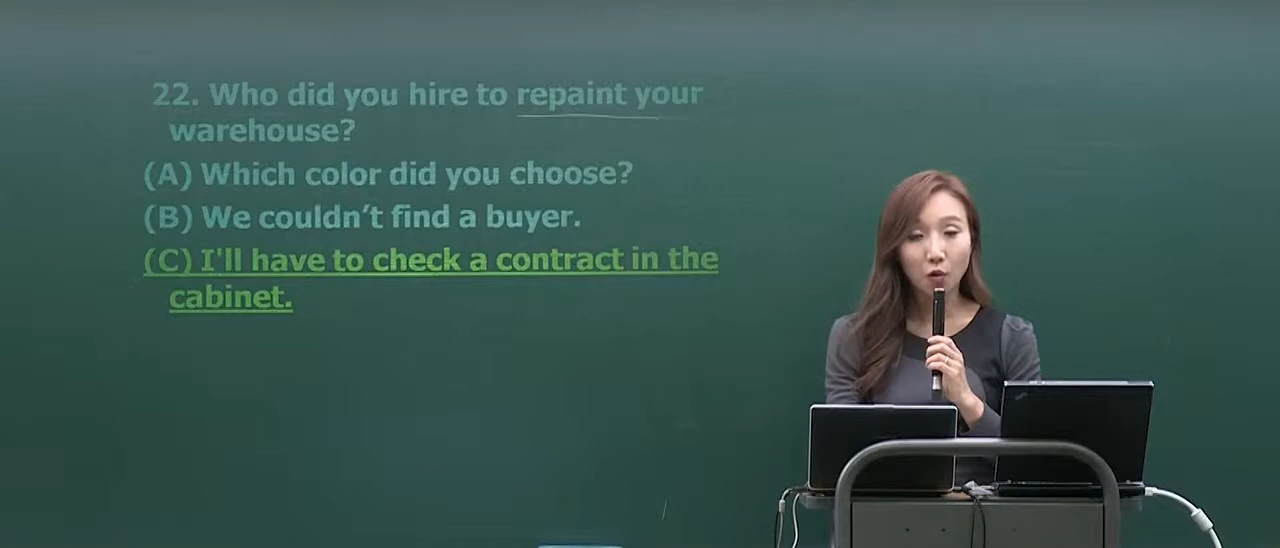 22. Who did you hire to repaint your
warehouse?
(A) Which color did you choose?
(B) We couldn't find a buyer.
(C) I'll have to check a contract in the
cabinet.